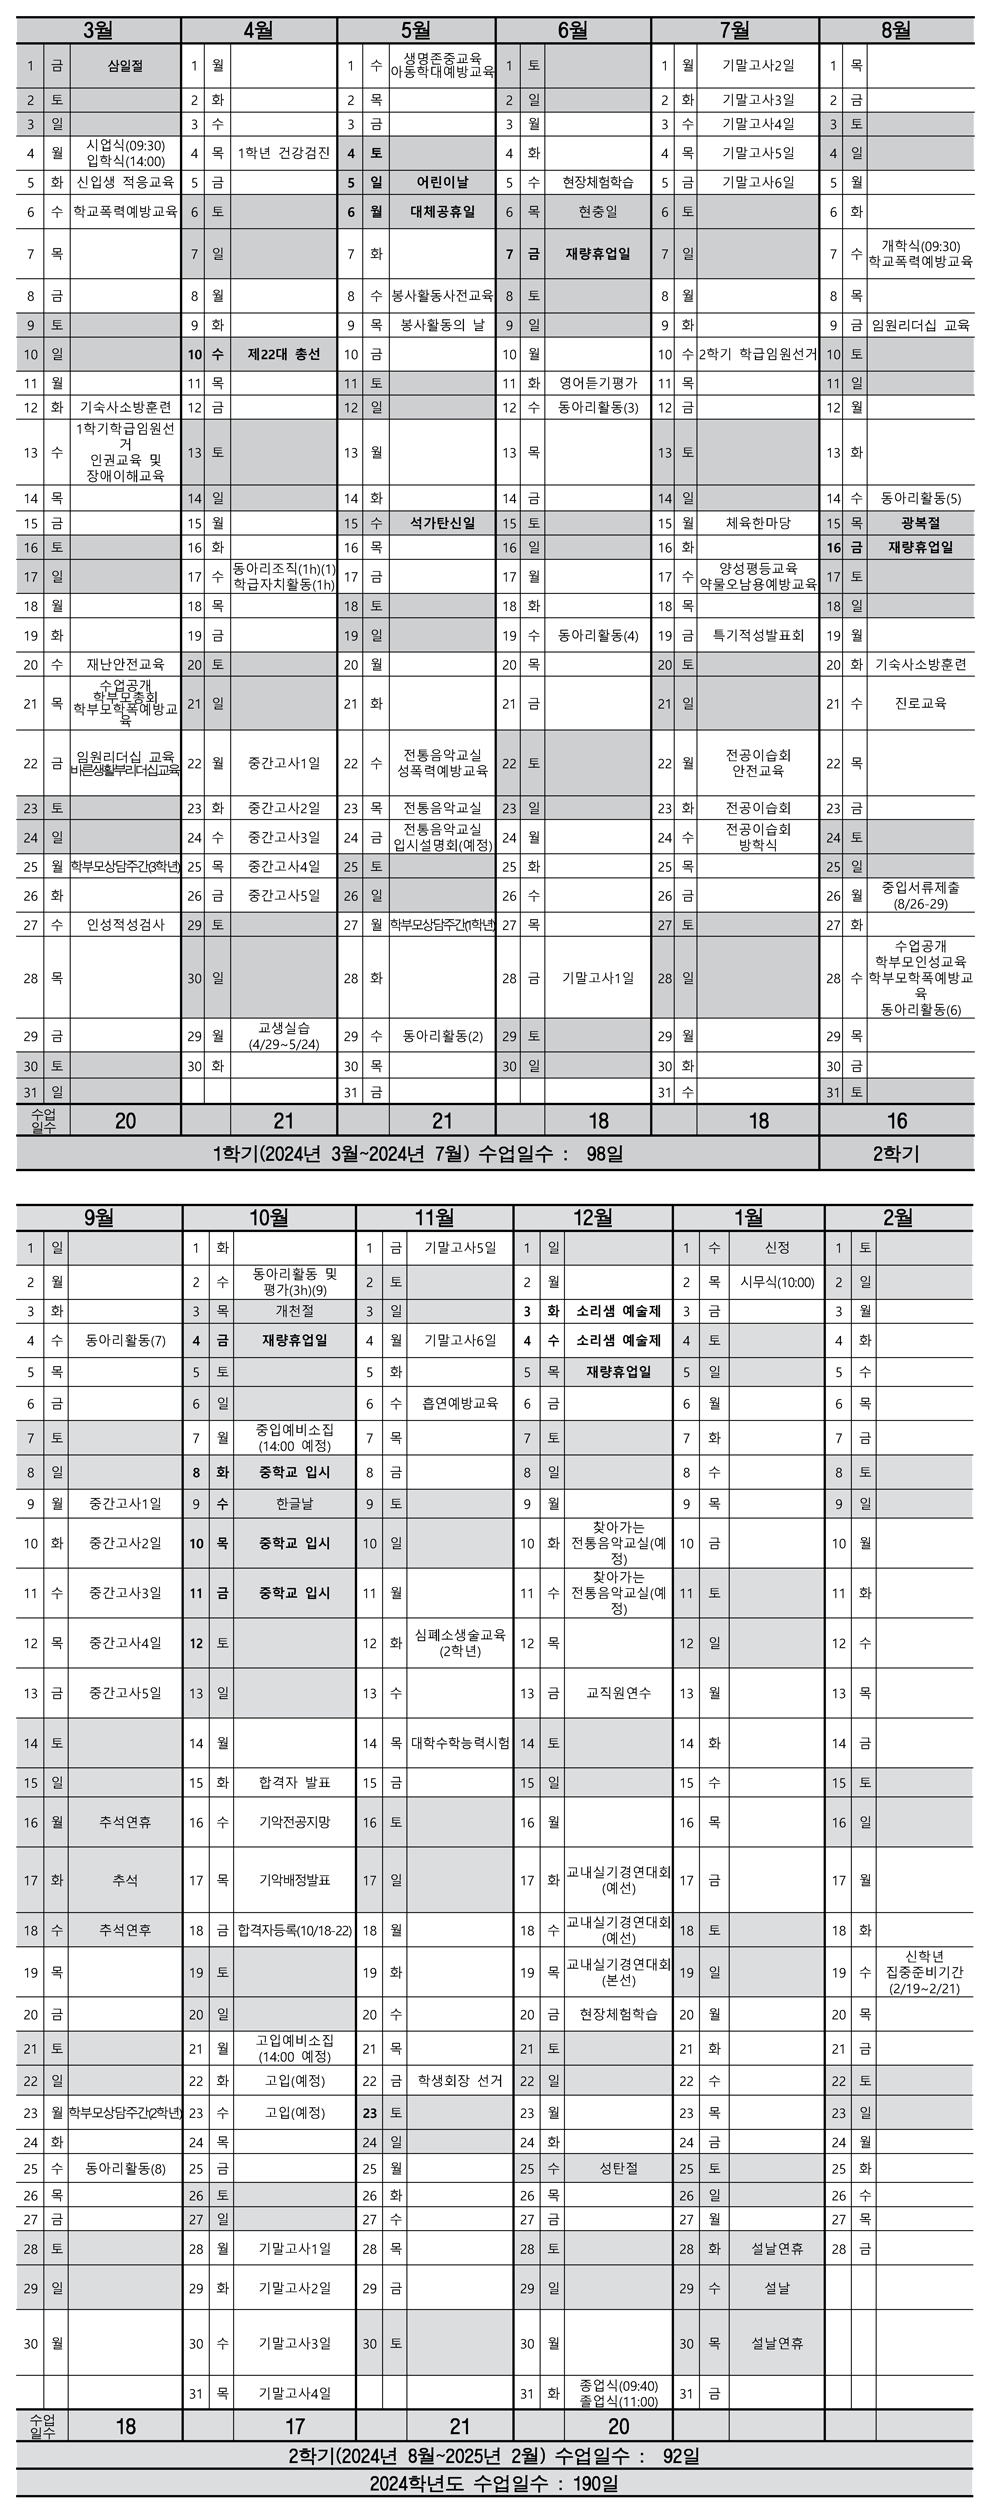 3월 4월 5월 6월 7월 8월
1 금 삼일절 1 월 1 수 생명존중교육 1 토 1 월 기말고사2일 1 목
아동학대예방교육
2 토 2 화 2 목 2 일 2 화 기말고사3일 2 금
3 일 3 수 3 금 3 월 3 수 기말고사4일 3 토
4 월 시업식(09:30) 4 목 1학년 건강검진 4 토 4 화 4 목 기말고사5일 4 일
입학식(14:00)
5 화 신입생 적응교육 5 금 5 일 어린이날 5 수 현장체험학습 5 금 기말고사6일 5 월
6 수 학교폭력예방교육 6 토 6 월 대체공휴일 6 목 현충일 6 토 6 화
7 목 7 일 7 화 7 금 재량휴업일 7 일 7 수 개학식(09:30)
학교폭력예방교육
8 금 8 월 8 수 봉사활동사전교육 8 토 8 월 8 목
9 토 9 화 9 목 봉사활동의 날 9 일 9 화 9 금 임원리더십 교육
10 일 10 수 제22대 총선 10 금 10 월 10 수 2학기 학급임원선거 10 토
11 월 11 목 11 토 11 화 영어듣기평가 11 목 11 일
12 화 기숙사소방훈련 12 금 12 일 12 수 동아리활동(3) 12 금 12 월
13 수 1학기학급임원선 13 토 13 월 13 목 13 토 13 화
거
인권교육 및
장애이해교육
14 목 14 일 14 화 14 금 14 일 14 수 동아리활동(5)
15 금 15 월 15 수 석가탄신일 15 토 15 월 체육한마당 15 목 광복절
16 토 16 화 16 목 16 일 16 화 16 금 재량휴업일
17 일 17 수 동아리조직(1h)(1) 17 금 17 월 17 수 양성평등교육 17 토
학급자치활동(1h) 약물오남용예방교육
18 월 18 목 18 토 18 화 18 목 18 일
19 화 19 금 19 일 19 수 동아리활동(4) 19 금 특기적성발표회 19 월
20 수 재난안전교육 20 토 20 월 20 목 20 토 20 화 기숙사소방훈련
21 목 수업공개 21 일 21 화 21 금 21 일 21 수 진로교육
학부모총회
학부모학폭예방교
육
22 금 임원리더십 교육 22 월 중간고사1일 22 수 전통음악교실 22 토 22 월 전공이습회 22 목
바른생활부리더십교육 성폭력예방교육 안전교육
23 토 23 화 중간고사2일 23 목 전통음악교실 23 일 23 화 전공이습회 23 금
24 일 24 수 중간고사3일 24 금 전통음악교실 24 월 24 수 전공이습회 24 토
입시설명회(예정) 방학식
25 월 학부모상담주간(3학년) 25 목 중간고사4일 25 토 25 화 25 목 25 일
26 화 26 금 중간고사5일 26 일 26 수 26 금 26 월 중입서류제출
(8/26-29)
27 수 인성적성검사 29 토 27 월 학부모상담주간(1학년) 27 목 27 토 27 화
28 목 30 일 28 화 28 금 기말고사1일 28 일 28 수 수업공개
학부모인성교육
학부모학폭예방교
육
동아리활동(6)
29 금 29 월 교생실습 29 수 동아리활동(2) 29 토 29 월 29 목
(4/29~5/24)
30 토 30 화 30 목 30 일 30 화 30 금
31 일 31 금 31 수 31 토
수업
일수 20 21 21 18 18 16
1학기(2024년 3월~2024년 7월) 수업일수 : 98일 2학기
9월 10월 11월 12월 1월 2월
1 일 1 화 1 금 기말고사5일 1 일 1 수 신정 1 토
2 월 2 수 동아리활동 및 2 토 2 월 2 목 시무식(10:00) 2 일
평가(3h)(9)
3 화 3 목 개천절 3 일 3 화 소리샘 예술제 3 금 3 월
4 수 동아리활동(7) 4 금 재량휴업일 4 월 기말고사6일 4 수 소리샘 예술제 4 토 4 화
5 목 5 토 5 화 5 목 재량휴업일 5 일 5 수
6 금 6 일 6 수 흡연예방교육 6 금 6 월 6 목
7 토 7 월 중입예비소집 7 목 7 토 7 화 7 금
(14:00 예정)
8 일 8 화 중학교 입시 8 금 8 일 8 수 8 토
9 월 중간고사1일 9 수 한글날 9 토 9 월 9 목 9 일
10 화 중간고사2일 10 목 중학교 입시 10 일 10 화 찾아가는 10 금 10 월
전통음악교실(예
정)
11 수 중간고사3일 11 금 중학교 입시 11 월 11 수 찾아가는 11 토 11 화
전통음악교실(예
정)
12 목 중간고사4일 12 토 12 화 심폐소생술교육 12 목 12 일 12 수
(2학년)
13 금 중간고사5일 13 일 13 수 13 금 교직원연수 13 월 13 목
14 토 14 월 14 목 대학수학능력시험 14 토 14 화 14 금
15 일 15 화 합격자 발표 15 금 15 일 15 수 15 토
16 월 추석연휴 16 수 기악전공지망 16 토 16 월 16 목 16 일
17 화 추석 17 목 기악배정발표 17 일 17 화 교내실기경연대회 17 금 17 월
(예선)
18 수 추석연후 18 금 합격자등록(10/18-22) 18 월 18 수 교내실기경연대회 18 토 18 화
(예선)
19 목 19 토 19 화 19 목 교내실기경연대회 19 일 19 수 신학년
(본선) 집중준비기간
(2/19~2/21)
20 금 20 일 20 수 20 금 현장체험학습 20 월 20 목
21 토 21 월 고입예비소집 21 목 21 토 21 화 21 금
(14:00 예정)
22 일 22 화 고입(예정) 22 금 학생회장 선거 22 일 22 수 22 토
23 월 학부모상담주간(2학년) 23 수 고입(예정) 23 토 23 월 23 목 23 일
24 화 24 목 24 일 24 화 24 금 24 월
25 수 동아리활동(8) 25 금 25 월 25 수 성탄절 25 토 25 화
26 목 26 토 26 화 26 목 26 일 26 수
27 금 27 일 27 수 27 금 27 월 27 목
28 토 28 월 기말고사1일 28 목 28 토 28 화 설날연휴 28 금
29 일 29 화 기말고사2일 29 금 29 일 29 수 설날
30 월 30 수 기말고사3일 30 토 30 월 30 목 설날연휴
31 목 기말고사4일 31 화 종업식(09:40) 31 금
졸업식(11:00)
수업
일수 18 17 21 20
2학기(2024년 8월~2025년 2월) 수업일수 : 92일
2024학년도 수업일수 : 190일